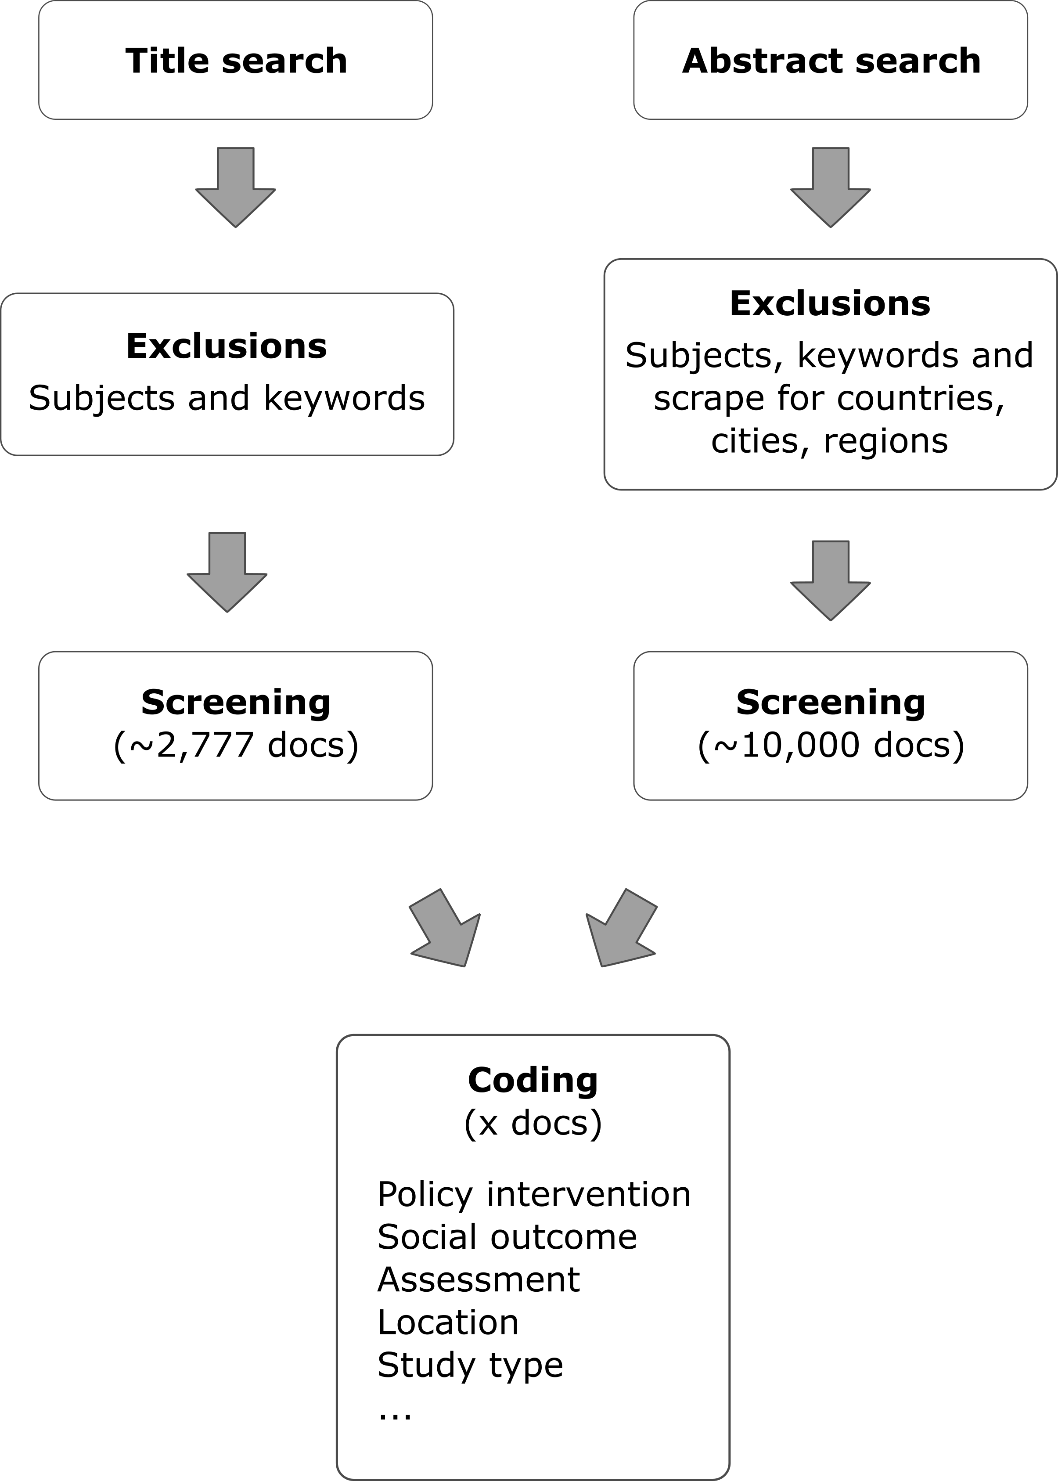 Title search
Abstract search
Exclusions
Subjects and keywords
Exclusions
Subjects, keywords and
scrape for countries,
cities, regions
Screening
(~2,777 docs)
Screening
(~10,000 docs)
Coding
(x docs)
Policy intervention
Social outcome
Assessment
Location
Study type
...